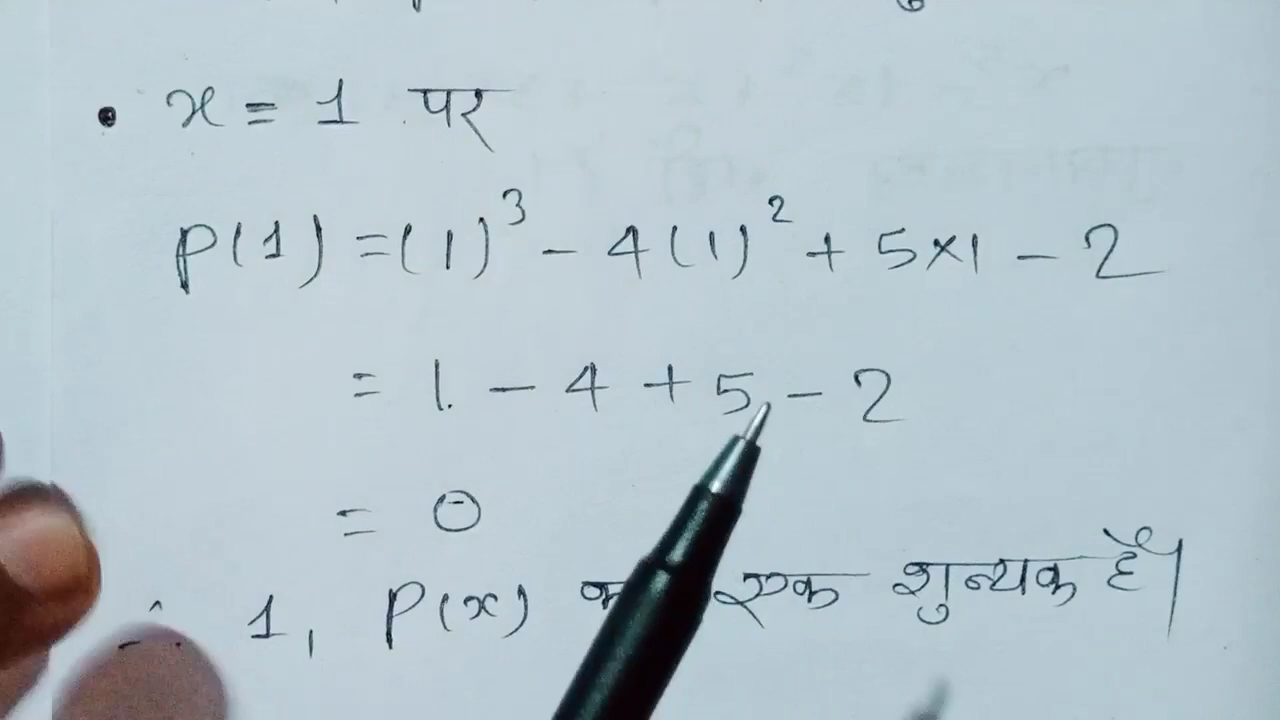 • x = 1 पर
P(1) = (1)³ - 4(1)² + 5×1 - 2
= 1 - 4 + 5 - 2
= 0
∴ 1, P(x) एक शुन्यक हैं।